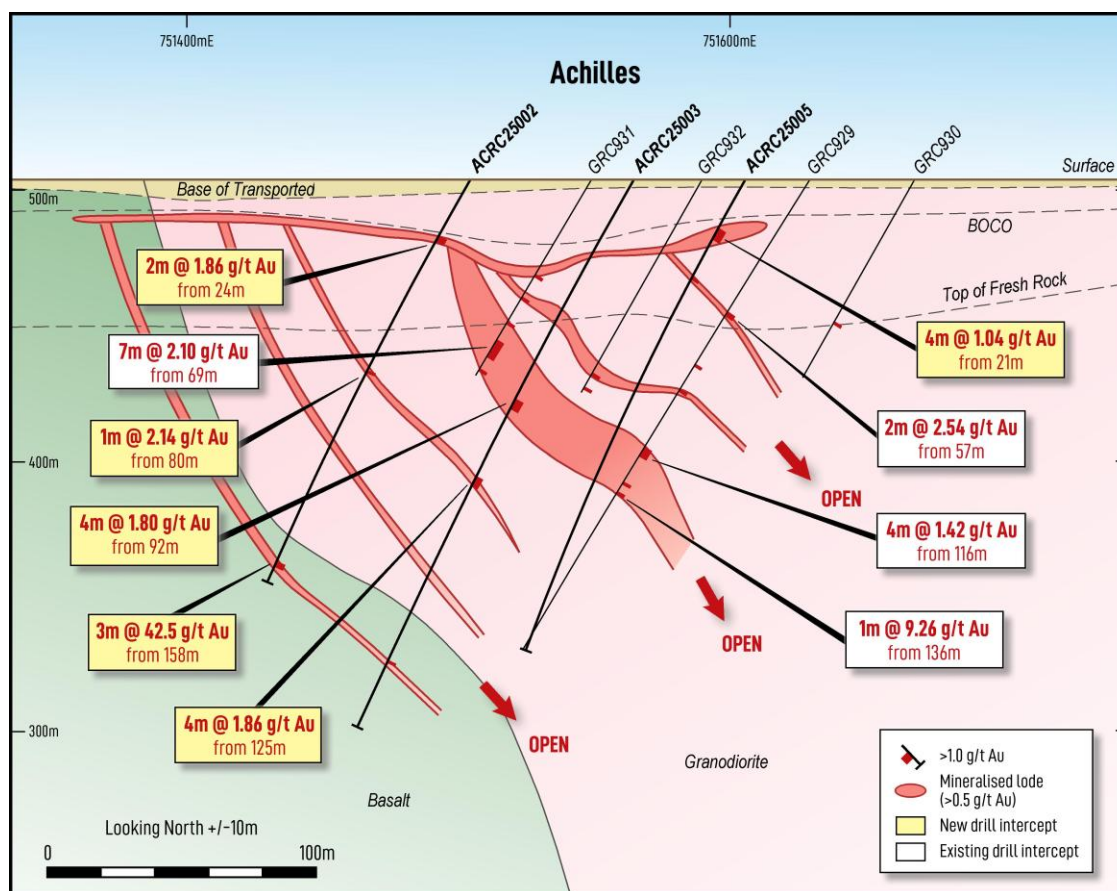 751400mE
751600mE
Achilles
ACRC25002
GRC931
ACRC25003
GRC932
ACRC25005
GRC929
GRC930
Surface
Base of Transported
500m
BOCO
2m @ 1.86 g/t Au
from 24m
Top of Fresh Rock
7m @ 2.10 g/t Au
from 69m
4m @ 1.04 g/t Au
from 21m
1m @ 2.14 g/t Au
from 80m
2m @ 2.54 g/t Au
from 57m
400m
OPEN
4m @ 1.80 g/t Au
from 92m
4m @ 1.42 g/t Au
from 116m
3m @ 42.5 g/t Au
from 158m
1m @ 9.26 g/t Au
from 136m
OPEN
4m @ 1.86 g/t Au
from 125m
300m
OPEN
Granodiorite
Basalt
>1.0 g/t Au
Mineralised lode
(>0.5 g/t Au)
New drill intercept
Existing drill intercept
Looking North +/-10m
0
100m